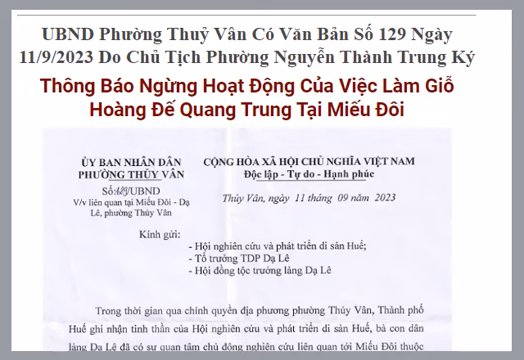 UBND Phường Thuỷ Vân Có Văn Bản Số 129 Ngày
11/9/2023 Do Chủ Tịch Phường Nguyễn Thành Trung Ký
Thông Báo Ngừng Hoạt Động Của Việc Làm Giỗ
Hoàng Đế Quang Trung Tại Miếu Đôi
ỦY BAN NHÂN DÂN
PHƯỜNG THỦY VÂN
CỘNG HÒA XÃ HỘI CHỦ NGHĨA VIỆT NAM
Độc lập - Tự do - Hạnh phúc
Số: /UBND
V/v liên quan tại Miếu Đôi - Dạ
Lê, phường Thủy Vân
Thủy Vân, ngày 11 tháng 09 năm 2023
Kính gửi:
- Hội nghiên cứu và phát triển di sản Huế;
- Tổ trưởng TDP Dạ Lê
- Hội đồng tộc trưởng làng Dạ Lê
Trong thời gian qua chính quyền địa phương phường Thủy Vân, Thành phố
Huế ghi nhận tinh thần của Hội nghiên cứu và phát triển di sản Huế, bà con dân
làng Dạ Lê đã có sự quan tâm chủ động nghiên cứu liên quan tới Miếu Đôi thuộc